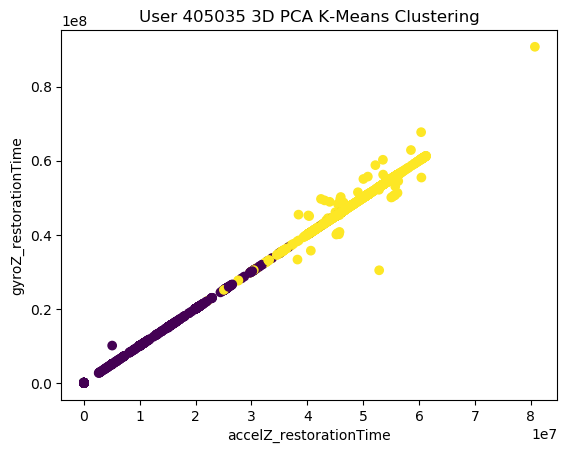 User 405035 3D PCA K-Means Clustering
1e8
0.8
0.6
0.4
0.2
0.0
gyroZ_restorationTime
0 1 2 3 4 5 6 7 8
1e7
accelZ_restorationTime